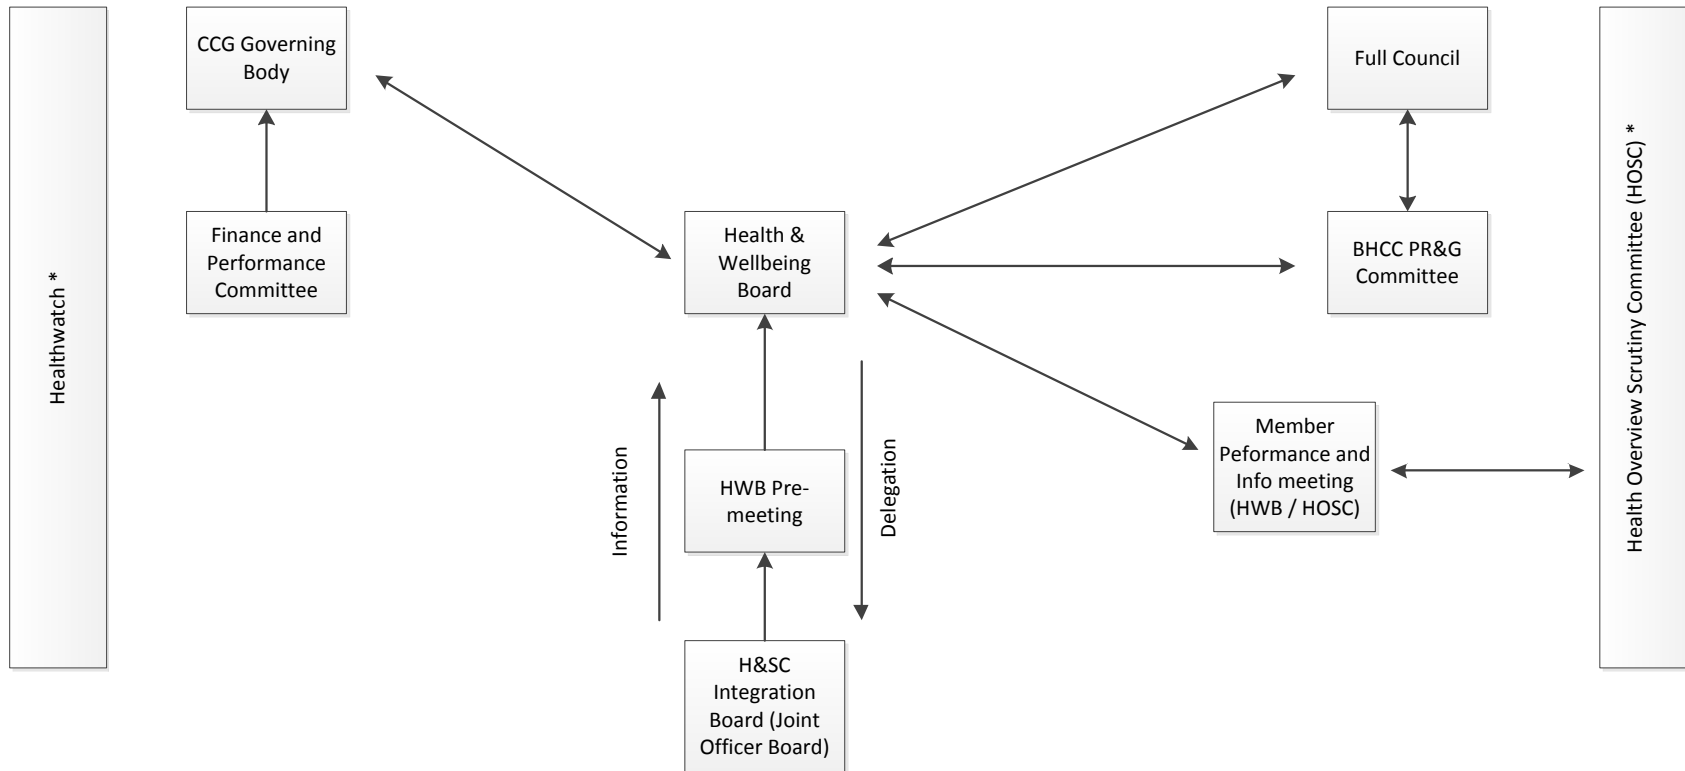 Healthwatch *
CCG Governing
Body
Finance and
Performance
Committee
Health &
Wellbeing
Board
Information
HWB Pre-
meeting
Delegation
H&SC
Integration
Board (Joint
Officer Board)
Full Council
BHCC PR&G
Committee
Member
Peformance and
Info meeting
(HWB / HOSC)
Health Overview Scrutiny Committee (HOSC) *